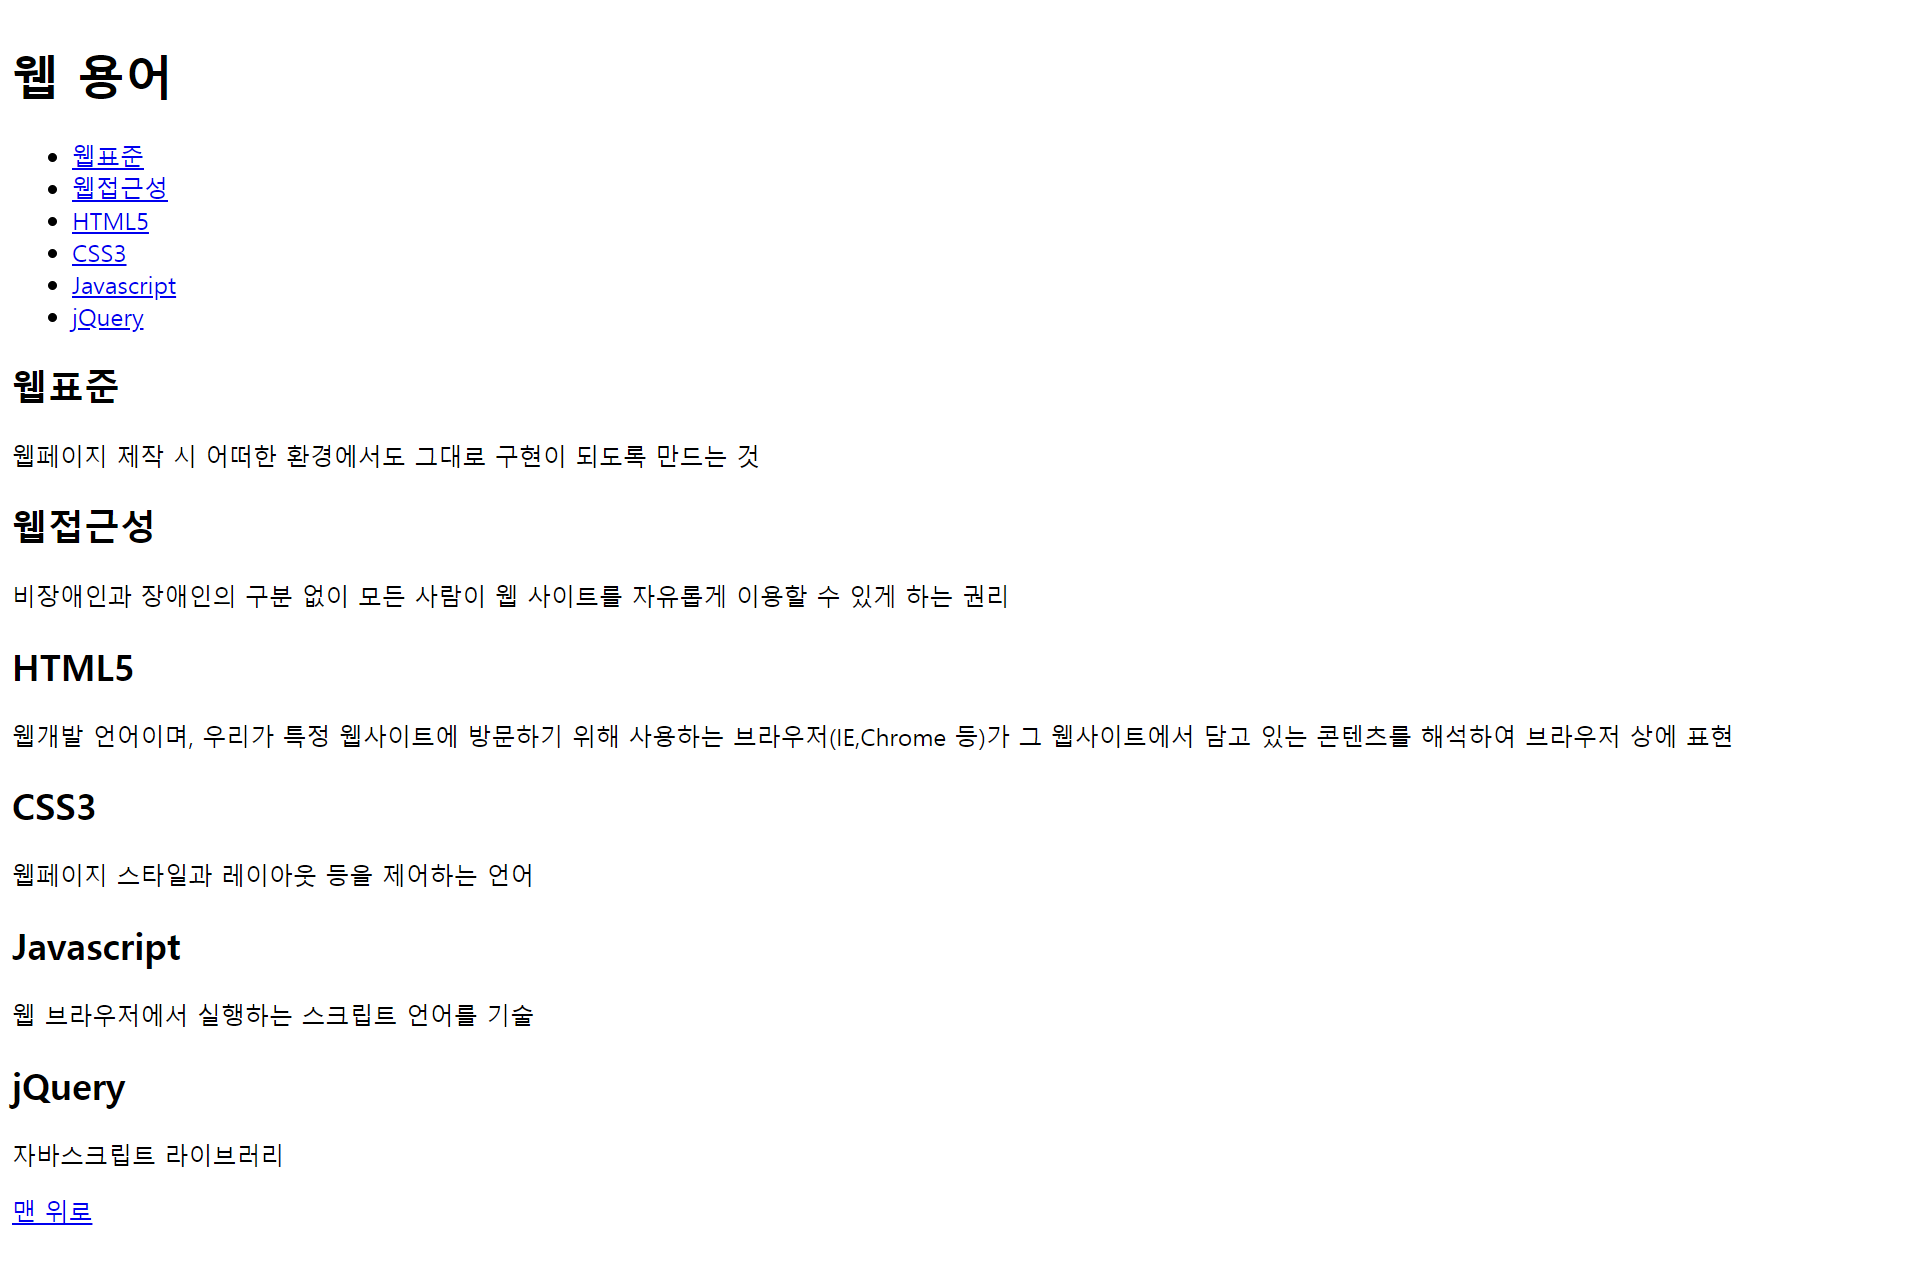 웹 용어
웹표준
웹접근성
HTML5
CSS3
Javascript
jQuery
웹표준
웹페이지 제작 시 어떠한 환경에서도 그대로 구현이 되도록 만드는 것
웹접근성
비장애인과 장애인의 구분 없이 모든 사람이 웹 사이트를 자유롭게 이용할 수 있게 하는 권리
HTML5
웹개발 언어이며, 우리가 특정 웹사이트에 방문하기 위해 사용하는 브라우저(IE,Chrome 등)가 그 웹사이트에서 담고 있는 콘텐츠를 해석하여 브라우저 상에 표현
CSS3
웹페이지 스타일과 레이아웃 등을 제어하는 언어
Javascript
웹 브라우저에서 실행하는 스크립트 언어를 기술
jQuery
자바스크립트 라이브러리
맨 위로